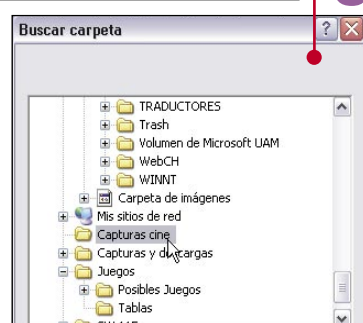 Buscar carpeta
TRADUCTORES
Trash
Volumen de Microsoft UAM
WebCH
WINNT
Carpeta de imágenes
Mis sitios de red
Capturas cine
Capturas y descargas
Juegos
Posibles Juegos
Tablas